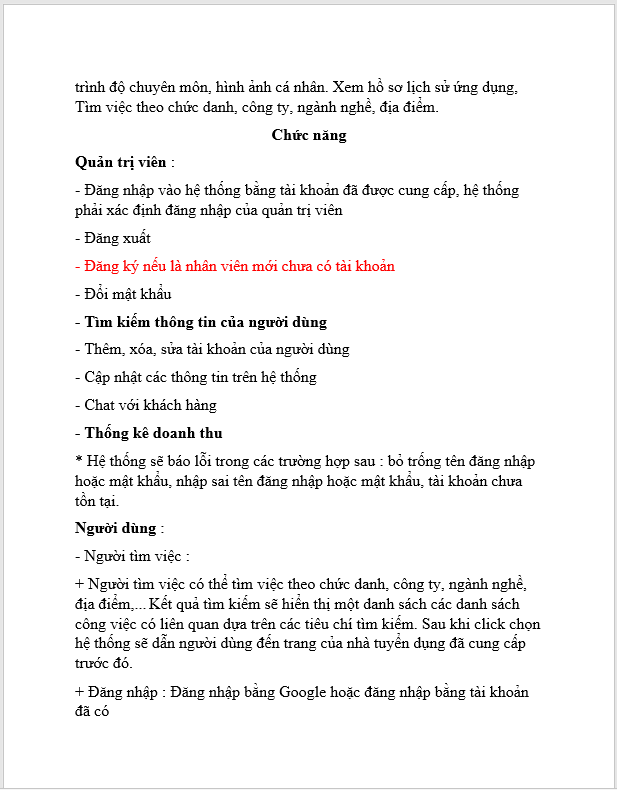 trình độ chuyên môn, hình ảnh cá nhân. Xem hồ sơ lịch sử ứng dụng,
Tìm việc theo chức danh, công ty, ngành nghề, địa điểm.
Chức năng
Quản trị viên :
- Đăng nhập vào hệ thống bằng tài khoản đã được cung cấp, hệ thống
phải xác định đăng nhập của quản trị viên
- Đăng xuất
- Đăng ký nếu là nhân viên mới chưa có tài khoản
- Đổi mật khẩu
- Tìm kiếm thông tin của người dùng
- Thêm, xóa, sửa tài khoản của người dùng
- Cập nhật các thông tin trên hệ thống
- Chat với khách hàng
- Thống kê doanh thu
* Hệ thống sẽ báo lỗi trong các trường hợp sau : bỏ trống tên đăng nhập
hoặc mật khẩu, nhập sai tên đăng nhập hoặc mật khẩu, tài khoản chưa
tồn tại.
Người dùng :
- Người tìm việc :
+ Người tìm việc có thể tìm việc theo chức danh, công ty, ngành nghề,
địa điểm,... Kết quả tìm kiếm sẽ hiển thị một danh sách các danh sách
công việc có liên quan dựa trên các tiêu chí tìm kiếm. Sau khi click chọn
hệ thống sẽ dẫn người dùng đến trang của nhà tuyển dụng đã cung cấp
trước đó.
+ Đăng nhập : Đăng nhập bằng Google hoặc đăng nhập bằng tài khoản
đã có